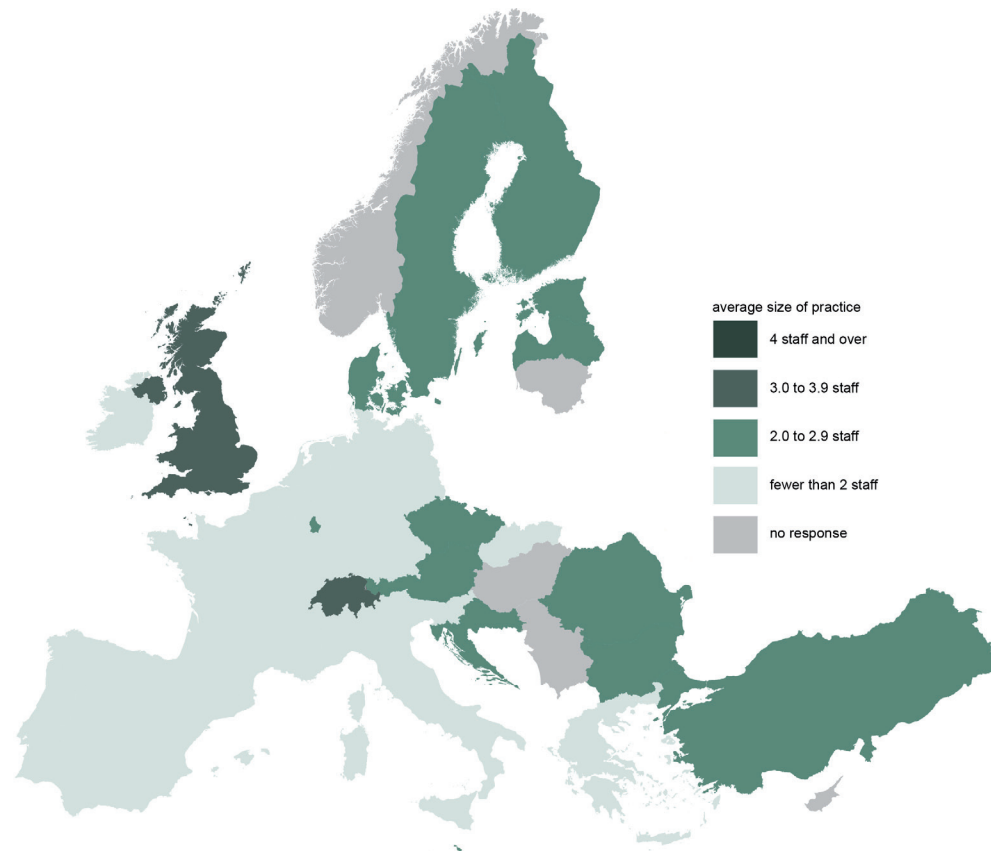 average size of practice
4 staff and over
3.0 to 3.9 staff
2.0 to 2.9 staff
fewer than 2 staff
no response